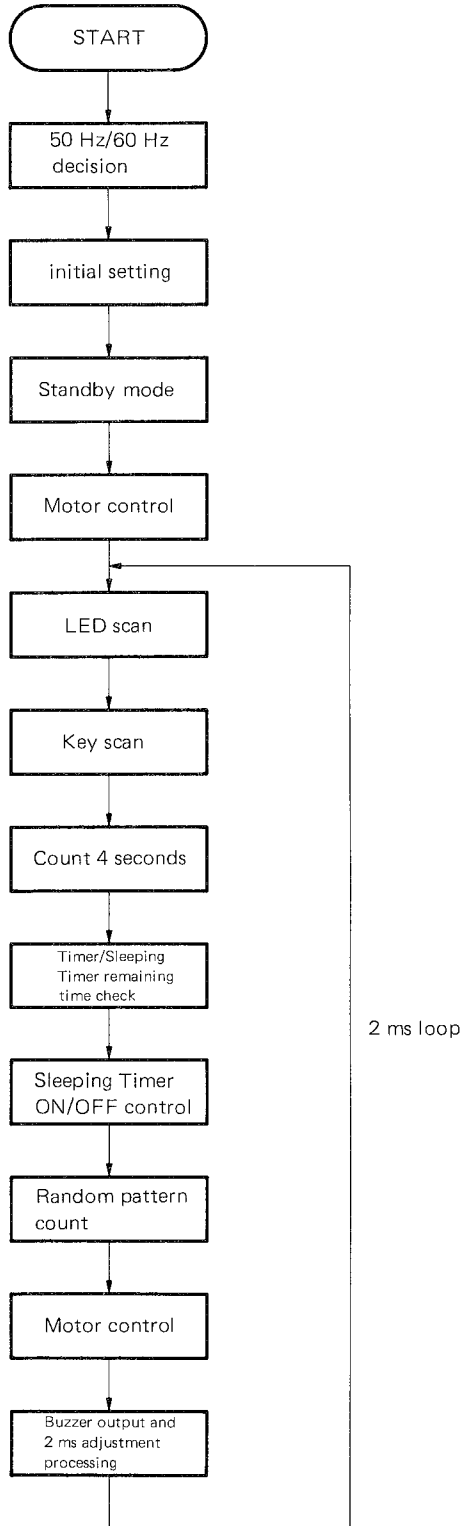 START
50 Hz/60 Hz
decision
initial setting
Standby mode
Motor control
LED scan
Key scan
Count 4 seconds
Timer/Sleeping
Timer remaining
time check
2 ms loop
Sleeping Timer
ON/OFF control
Random pattern
count
Motor control
Buzzer output and
2 ms adjustment
processing